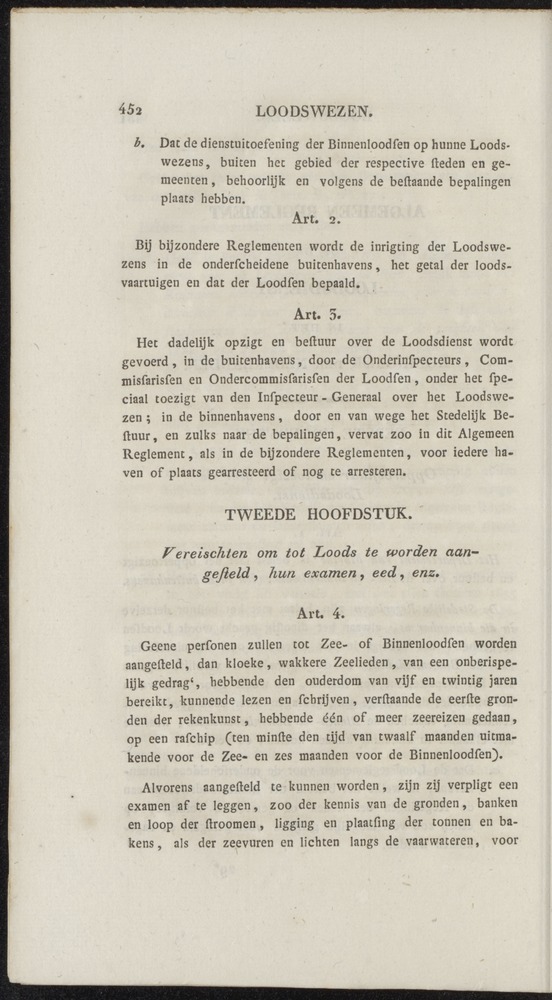 452 LOODSWEZEN.
b. Dat de dienstuitoefening der Binnenloodſen op hunne Loods-
wezens, buiten het gebied der respective ſteden en ge-
meenten, behoorlijk en volgens de beſtaande bepalingen
plaats hebben.
Art. 2.
Bij bijzondere Reglementen wordt de inrigting der Loodswe-
zens in de onderſcheidene buitenhavens, het getal der loods-
vaartuigen en dat der Loodſen bepaald.
Art. 3.
Het dadelijk opzigt en beſtuur over de Loodsdienst wordt
gevoerd, in de buitenhavens, door de Onderinſpecteurs, Com-
misſarisſen en Ondercommisſarisſen der Loodſen, onder het ſpe-
ciaal toezigt van den Inſpecteur-Generaal over het Loodswe-
zen; in de binnenhavens, door en van wege het Stedelijk Be-
ſtuur, en zulks naar de bepalingen, vervat zoo in dit Algemeen
Reglement, als in de bijzondere Reglementen, voor iedere ha-
ven of plaats gearresteerd of nog te arresteren.
TWEEDE HOOFDSTUK.
Vereischten om tot Loods te worden aan-
geſteld, hun examen, eed, enz.
Art. 4.
Geene perſonen zullen tot Zee- of Binnenloodſen worden
aangeſteld, dan kloeke, wakkere Zeelieden, van een onberispe-
lijk gedrag‘, hebbende den ouderdom van vijf en twintig jaren
bereikt, kunnende lezen en ſchrijven, verſtaande de eerſte gron-
den der rekenkunst, hebbende één of meer zeereizen gedaan,
op een raſchip (ten minſte den tijd van twaalf maanden uitma-
kende voor de Zee- en zes maanden voor de Binnenloodſen).
Alvorens aangeſteld te kunnen worden, zijn zij verpligt een
examen af te leggen, zoo der kennis van de gronden, banken
en loop der ſtroomen, ligging en plaatſing der tonnen en ba-
kens, als der zeevuren en lichten langs de vaarwateren, voor